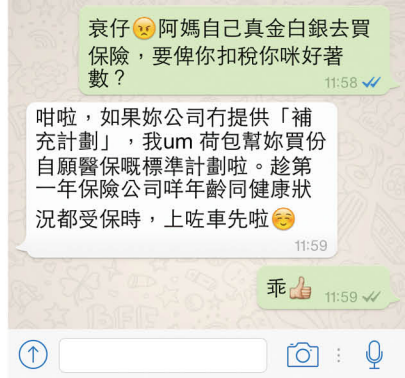 衰仔😠阿媽自己真金白銀去買
保險，要俾你扣稅你咪好著
數？
11:58
咁啦，如果妳公司冇提供「補
充計劃」，我um 荷包幫妳買份
自願醫保嘅標準計劃啦。趁第
一年保險公司咩年齡同健康狀
況都受保時，上咗車先啦☺️
11:59
乖👍
11:59